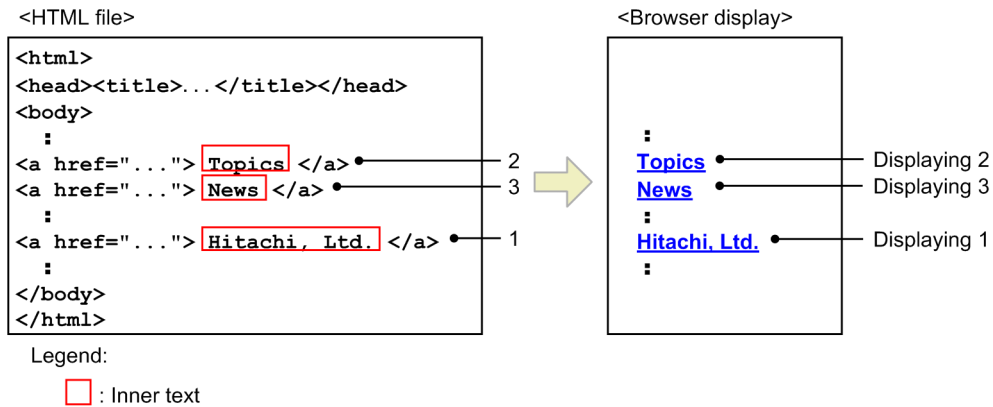 <HTML file>
<html>
<head><title>...</title></head>
<body>
:
<a href="..."> Topics </a> 2
<a href="..."> News </a> 3
:
<a href="..."> Hitachi, Ltd. </a> 1
:
</body>
</html>
Legend:
: Inner text
<Browser display>
:
Topics Displaying 2
News Displaying 3
:
Hitachi, Ltd. Displaying 1
: